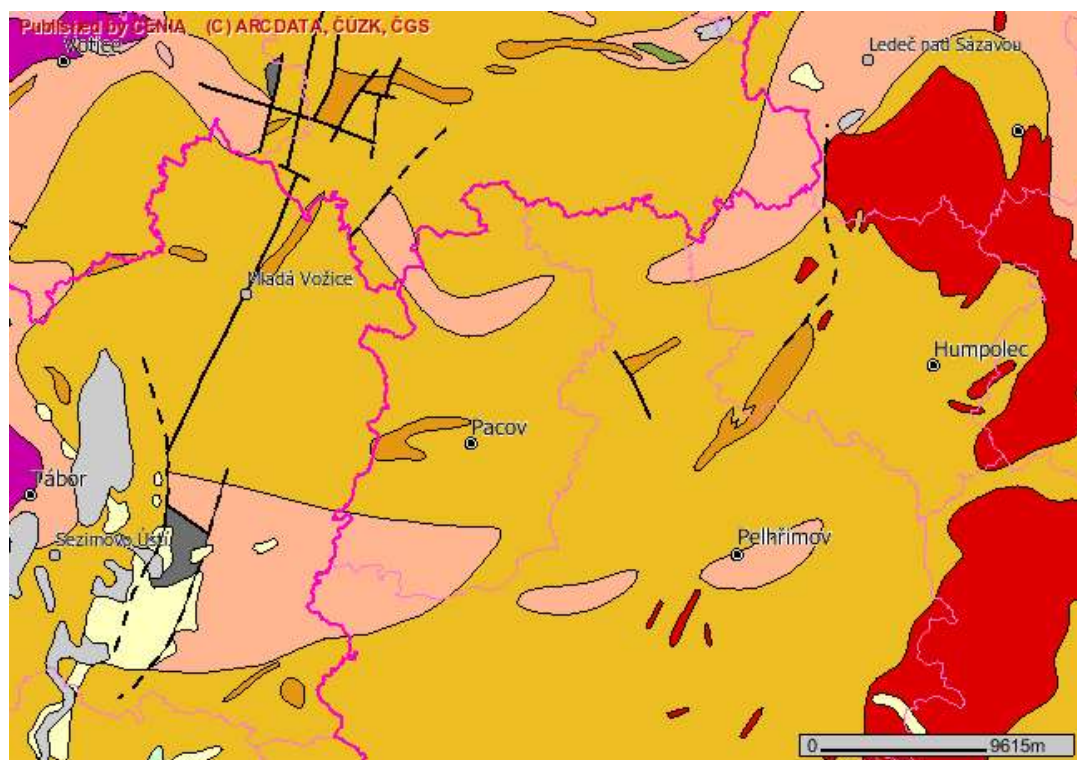 Published by CENIA (C) ARCDATA, ČÚZK, ČGS
Votice
Ledeč nad Sázavou
Mladá Vožice
Humpolec
Pacov
Tábor
Sezimovo Ústí
Pelhřimov
0 9615m